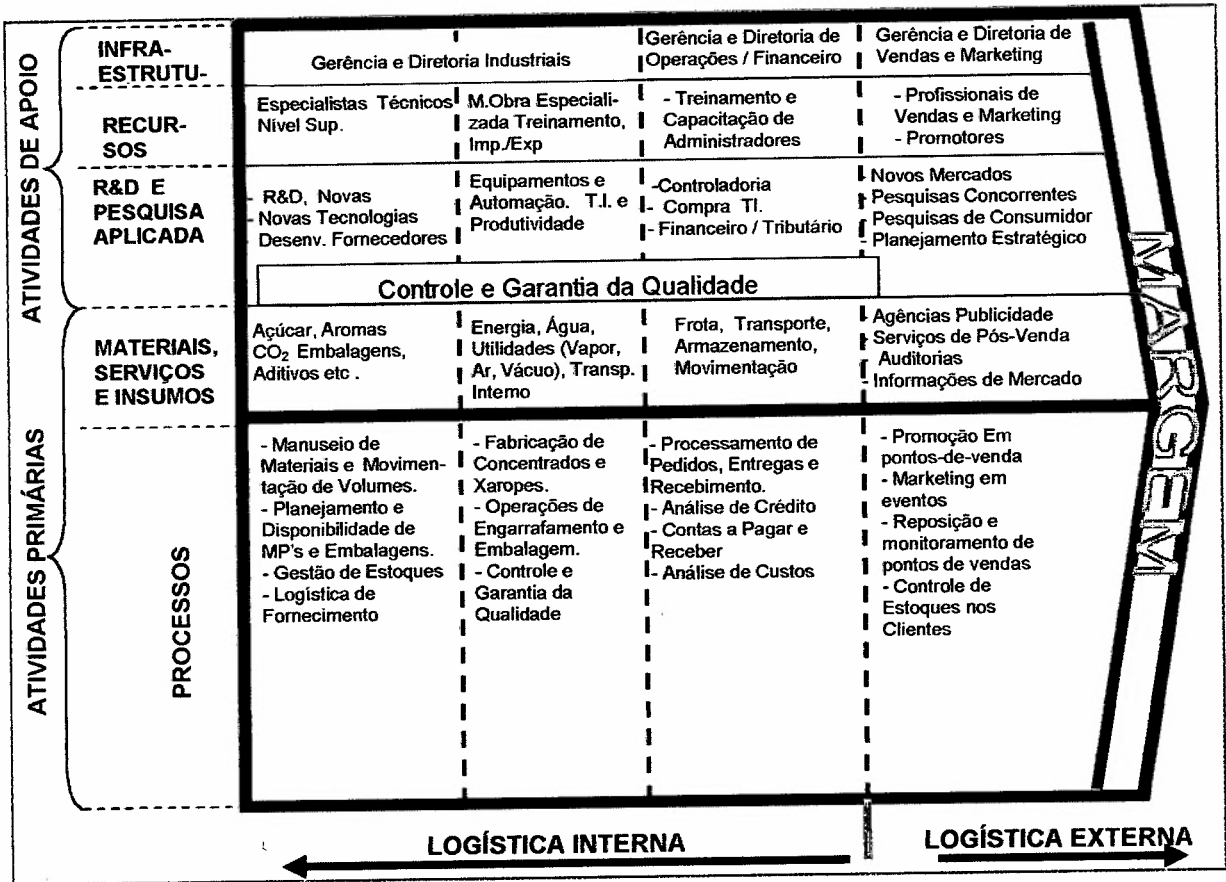 ATIVIDADES DE APOIO
INFRA-
ESTRUTU-
Gerência e Diretoria Industriais
Gerência e Diretoria de
Operações / Financeiro
Gerência e Diretoria de
Vendas e Marketing
RECUR-
SOS
Especialistas Técnicos
Nível Sup.
M.Obra Especiali-
zada Treinamento,
Imp./Exp
- Treinamento e
Capacitação de
Administradores
- Profissionais de
Vendas e Marketing
- Promotores
R&D E
PESQUISA
APLICADA
- R&D, Novas
- Novas Tecnologias
- Desenv. Fornecedores
Equipamentos e
Automação. T.I. e
Produtividade
-Controladoria
- Compra TI.
- Financeiro / Tributário
- Novos Mercados
- Pesquisas Concorrentes
- Pesquisas de Consumidor
- Planejamento Estratégico
Controle e Garantia da Qualidade
ATIVIDADES PRIMÁRIAS
MATERIAIS,
SERVIÇOS
E INSUMOS
Açúcar, Aromas
CO2 Embalagens,
Aditivos etc .
Energia, Água,
Utilidades (Vapor,
Ar, Vácuo), Transp.
Interno
Frota, Transporte,
Armazenamento,
Movimentação
- Agências Publicidade
- Serviços de Pós-Venda
Auditorias
- Informações de Mercado
PROCESSOS
- Manuseio de
Materiais e Movimen-
tação de Volumes.
- Planejamento e
Disponibilidade de
MP's e Embalagens.
- Gestão de Estoques
- Logística de
Fornecimento
- Fabricação de
Concentrados e
Xaropes.
- Operações de
Engarrafamento e
Embalagem.
- Controle e
Garantia da
Qualidade
- Processamento de
Pedidos, Entregas e
Recebimento.
- Análise de Crédito
- Contas a Pagar e
Receber
- Análise de Custos
- Promoção Em
pontos-de-venda
- Marketing em
eventos
- Reposição e
monitoramento de
pontos de vendas
- Controle de
Estoques nos
Clientes
MARGEM
LOGÍSTICA INTERNA
LOGÍSTICA EXTERNA